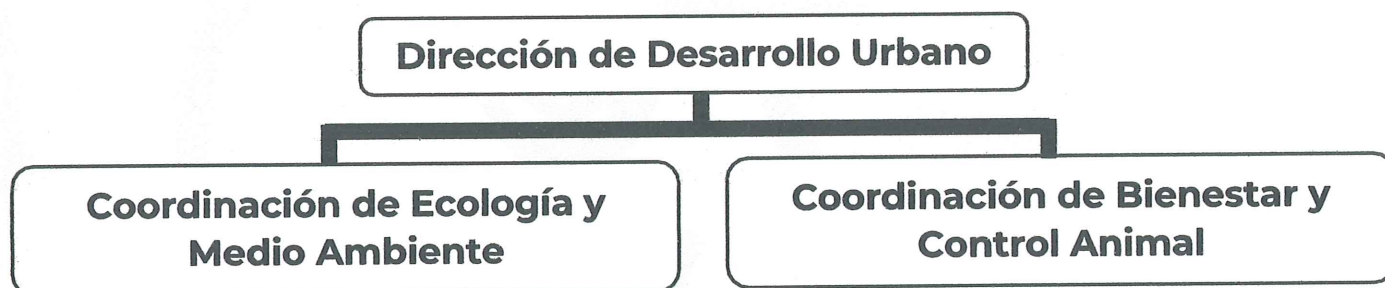 Dirección de Desarrollo Urbano
Coordinación de Ecología y
Medio Ambiente
Coordinación de Bienestar y
Control Animal